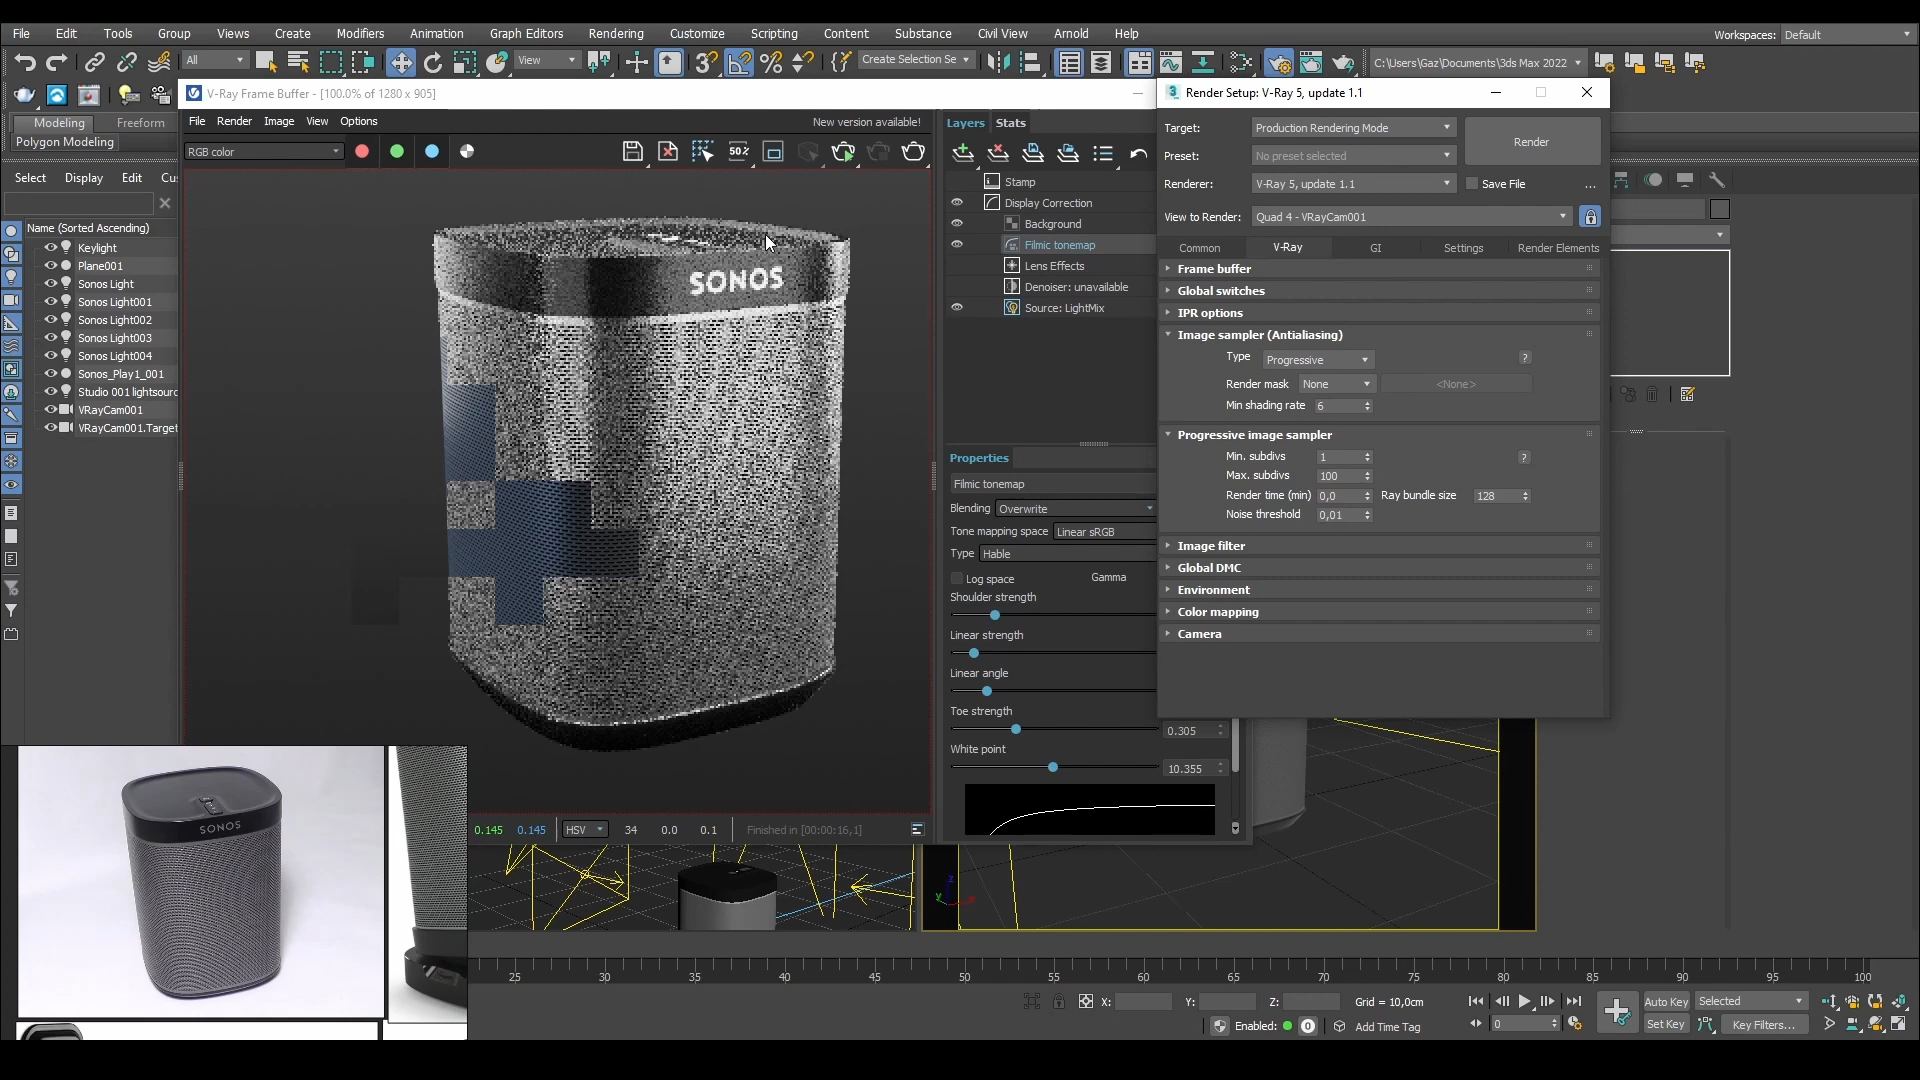 File Edit Tools Group Views Create Modifiers Animation Graph Editors Rendering Customize Scripting Content Substance Civil View Arnold Help
Workspaces: Default
All View Create Selection Se C:\Users\Gaz\Documents\3ds Max 2022
V-Ray Frame Buffer - [100.0% of 1280 x 905]
Render Setup: V-Ray 5, update 1.1
Modeling Freeform
Polygon Modeling
Select Display Edit Cu
Name (Sorted Ascending)
Keylight
Plane001
Sonos Light
Sonos Light001
Sonos Light002
Sonos Light003
Sonos Light004
Sonos_Play1_001
Studio 001 lightsourc
VRayCam001
VRayCam001.Target
File Render Image View Options
New version available!
RGB color
50%
SONOS
0.145 0.145 HSV 34 0.0 0.1 Finished in [00:00:16,1]
Layers Stats
Stamp
Display Correction
Background
Filmic tonemap
Lens Effects
Denoiser: unavailable
Source: LightMix
Properties
Filmic tonemap
Blending Overwrite
Tone mapping space Linear sRGB
Type Hable
Log space Gamma
Shoulder strength
Linear strength
Linear angle
Toe strength
0.305
White point
10.355
Target: Production Rendering Mode
Render
Preset: No preset selected
Renderer: V-Ray 5, update 1.1
Save File ...
View to Render: Quad 4 - VRayCam001
Common V-Ray GI Settings Render Elements
Frame buffer
Global switches
IPR options
Image sampler (Antialiasing)
Type Progressive ?
Render mask None <None>
Min shading rate 6
Progressive image sampler
Min. subdivs 1 ?
Max. subdivs 100
Render time (min) 0,0 Ray bundle size 128
Noise threshold 0,01
Image filter
Global DMC
Environment
Color mapping
Camera
SONOS
z
y
x
25 30 35 40 45 50 55 60 65 70 75 80 85 90 95 100
X: Y: Z: Grid = 10,0cm
Auto Key Selected
Enabled: 0 Add Time Tag
0
Set Key Key Filters...